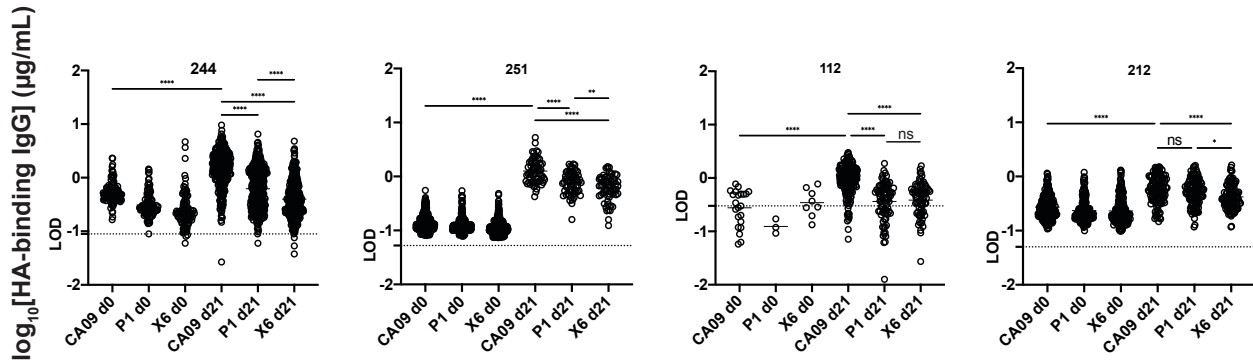 log10[HA-binding IgG] (µg/mL)
244
****
****
****
****
2
1
0
-1
-2
LOD
CA09 d0
P1 d0
X6 d0
CA09 d21
P1 d21
X6 d21
251
****
****
**
****
2
1
0
-1
-2
LOD
CA09 d0
P1 d0
X6 d0
CA09 d21
P1 d21
X6 d21
112
****
****
****
ns
2
1
0
-1
-2
LOD
CA09 d0
P1 d0
X6 d0
CA09 d21
P1 d21
X6 d21
212
****
****
ns
*
2
1
0
-1
-2
LOD
CA09 d0
P1 d0
X6 d0
CA09 d21
P1 d21
X6 d21